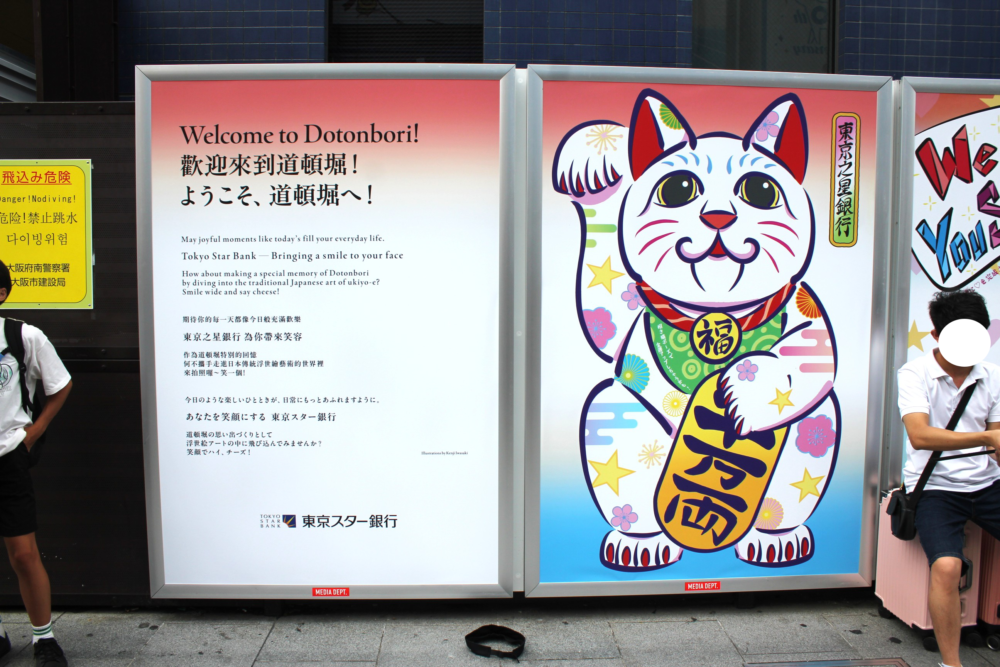 飛込み危険
Danger!Nodiving!
危险!禁止跳水
다이빙위험
大阪府南警察署
大阪市建設局
Welcome to Dotonbori!
歡迎來到道頓堀！
ようこそ、道頓堀へ！
May joyful moments like today's fill your everyday life.
Tokyo Star Bank — Bringing a smile to your face
How about making a special memory of Dotonbori
by diving into the traditional Japanese art of ukiyo-e?
Smile wide and say cheese!
期待你的每一天都像今日般充滿歡樂
東京之星銀行 為你帶來笑容
作為道頓堀特別的回憶
何不攜手走進日本傳統浮世繪藝術的世界裡
來拍照囉~笑一個!
今日のような楽しいひとときが、日常にもっとあふれますように。
あなたを笑顔にする 東京スター銀行
道頓堀の思い出づくりとして
浮世絵アートの中に飛び込んでみませんか？
笑顔でハイ、チーズ！
TOKYO
STAR
BANK
東京スター銀行
MEDIA DEPT.
東京之星銀行
福
千万両
MEDIA DEPT.
We
You